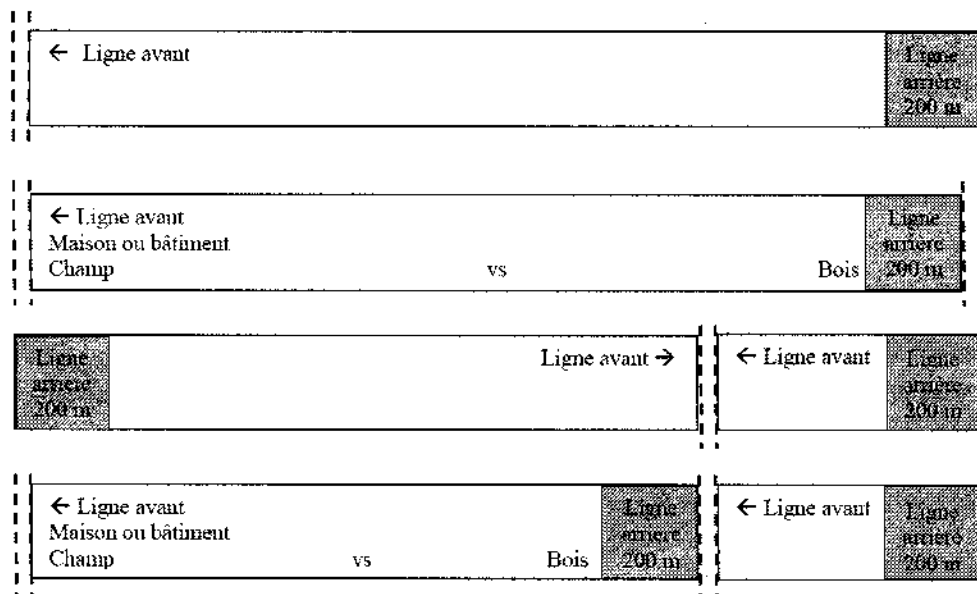 ← Ligne avant
Ligne
arrière
200 m
← Ligne avant
Maison ou bâtiment
Champ vs Bois
Ligne
arrière
200 m
Ligne
arrière
200 m
Ligne avant →
← Ligne avant
Ligne
arrière
200 m
← Ligne avant
Maison ou bâtiment
Champ vs Bois
Ligne
arrière
200 m
← Ligne avant
Ligne
arrière
200 m